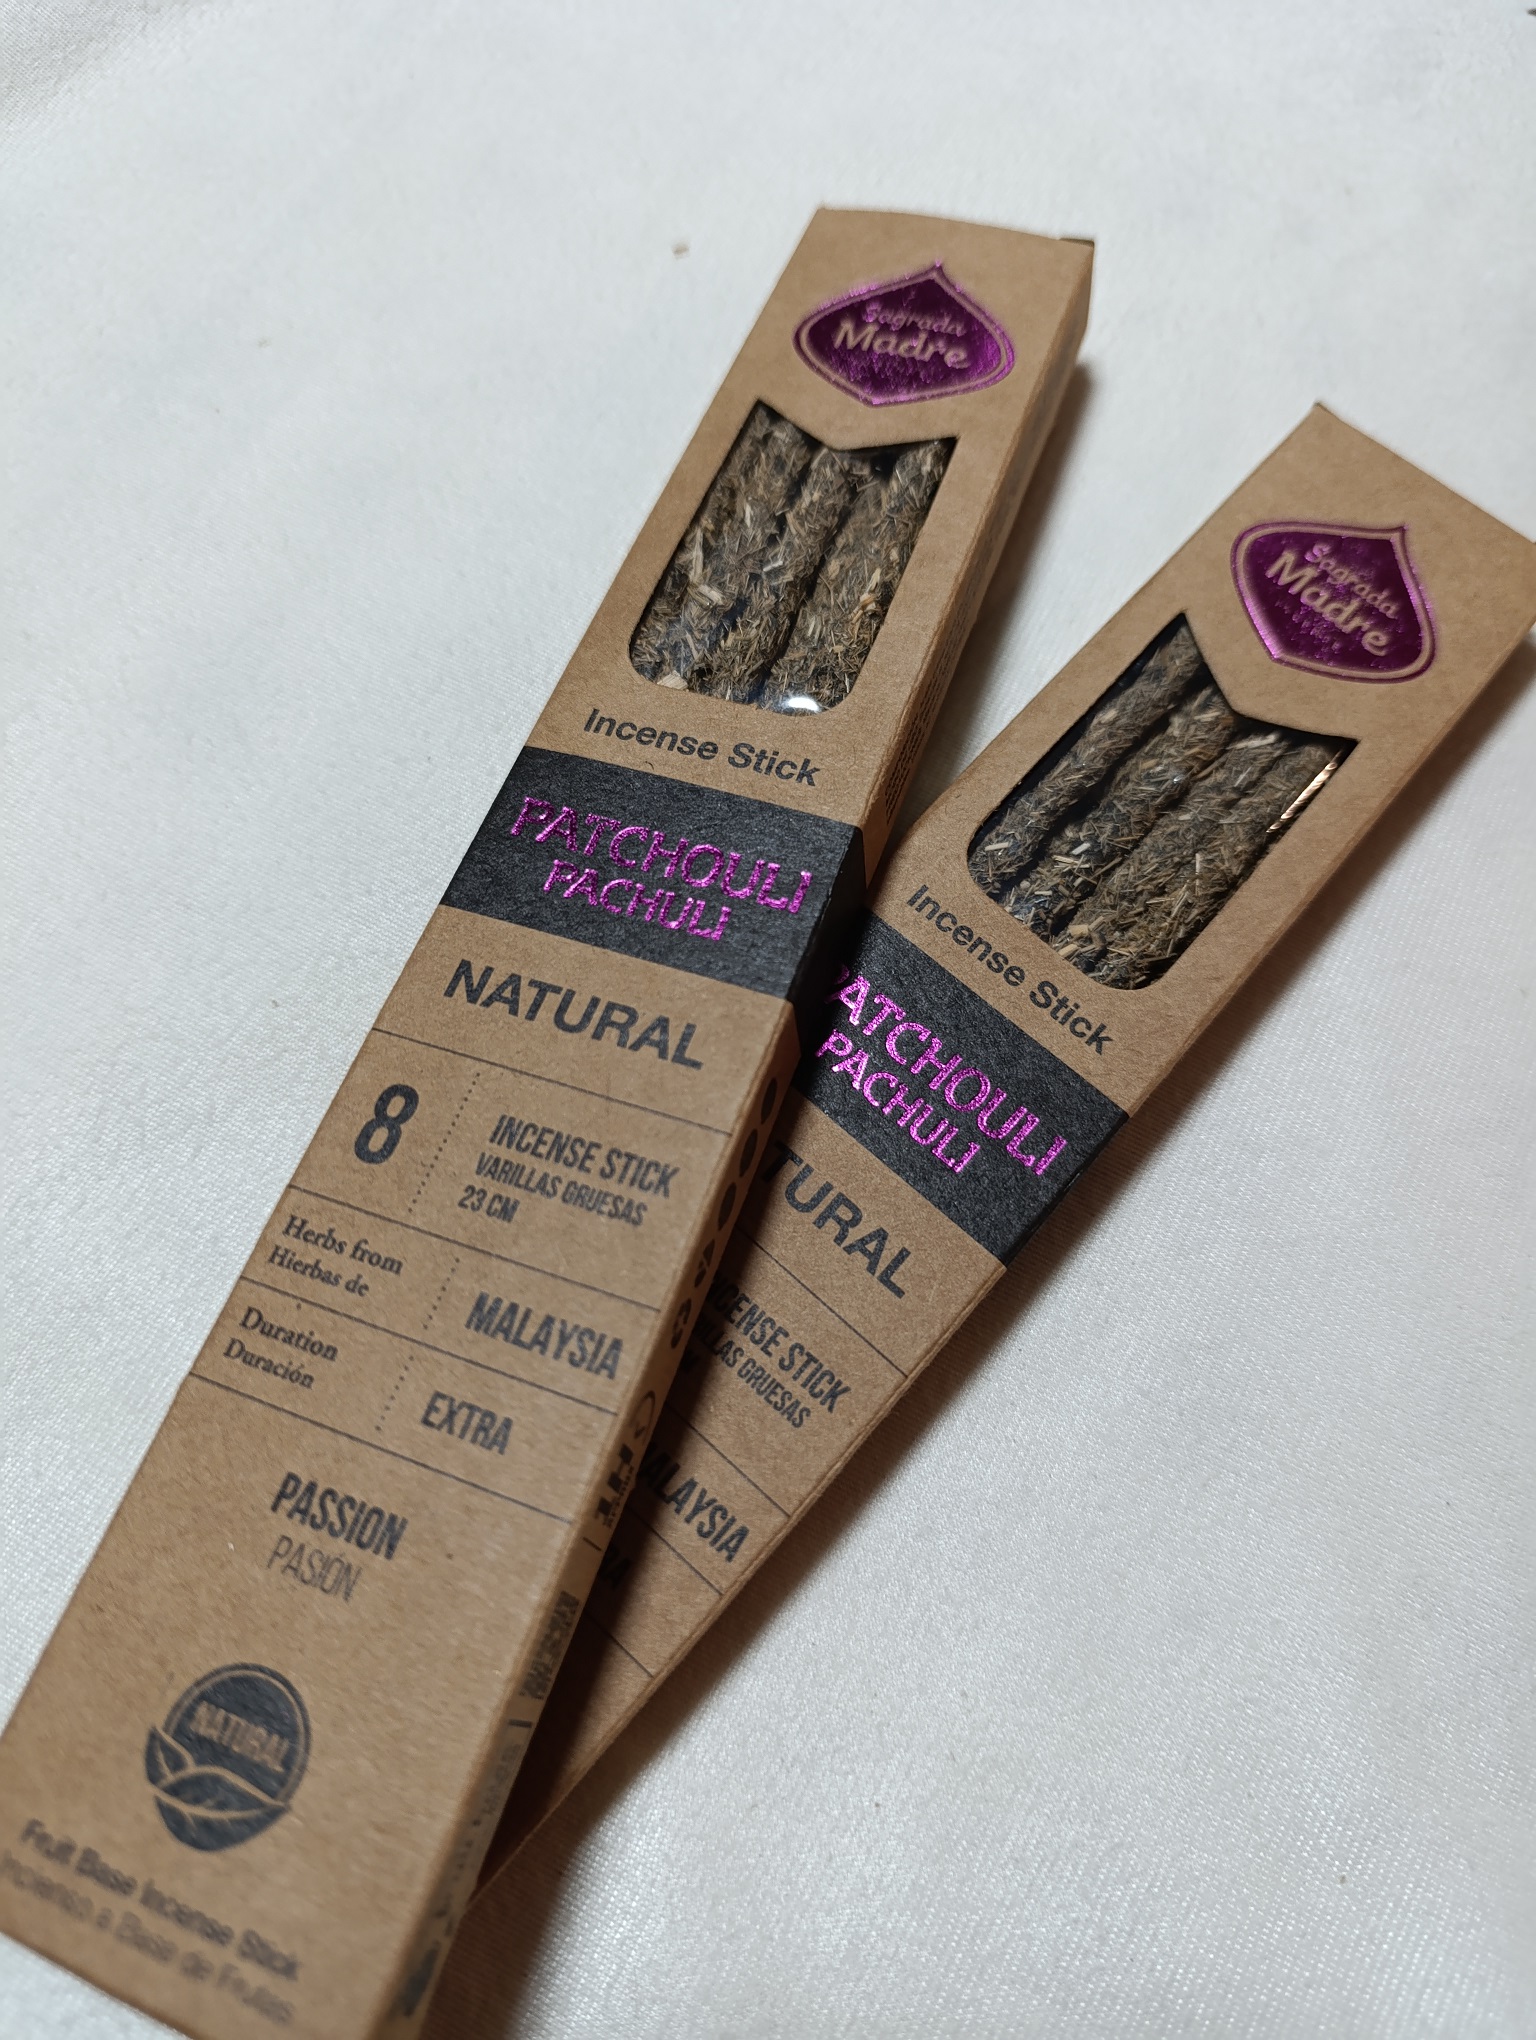 Sagrada
Madre
Incense Stick
PATCHOULI
PACHULI
NATURAL
8
INCENSE STICK
VARILLAS GRUESAS
23 CM
Herbs from
Hierbas de
MALAYSIA
Duration
Duración
EXTRA
PASSION
PASIÓN
NATURAL
Fruit Base Incense Stick
Incienso a Base de Frutas
Sagrada
Madre
Incense Stick
PATCHOULI
PACHULI
TURAL
CENSE STICK
LLAS GRUESAS
ALAYSIA